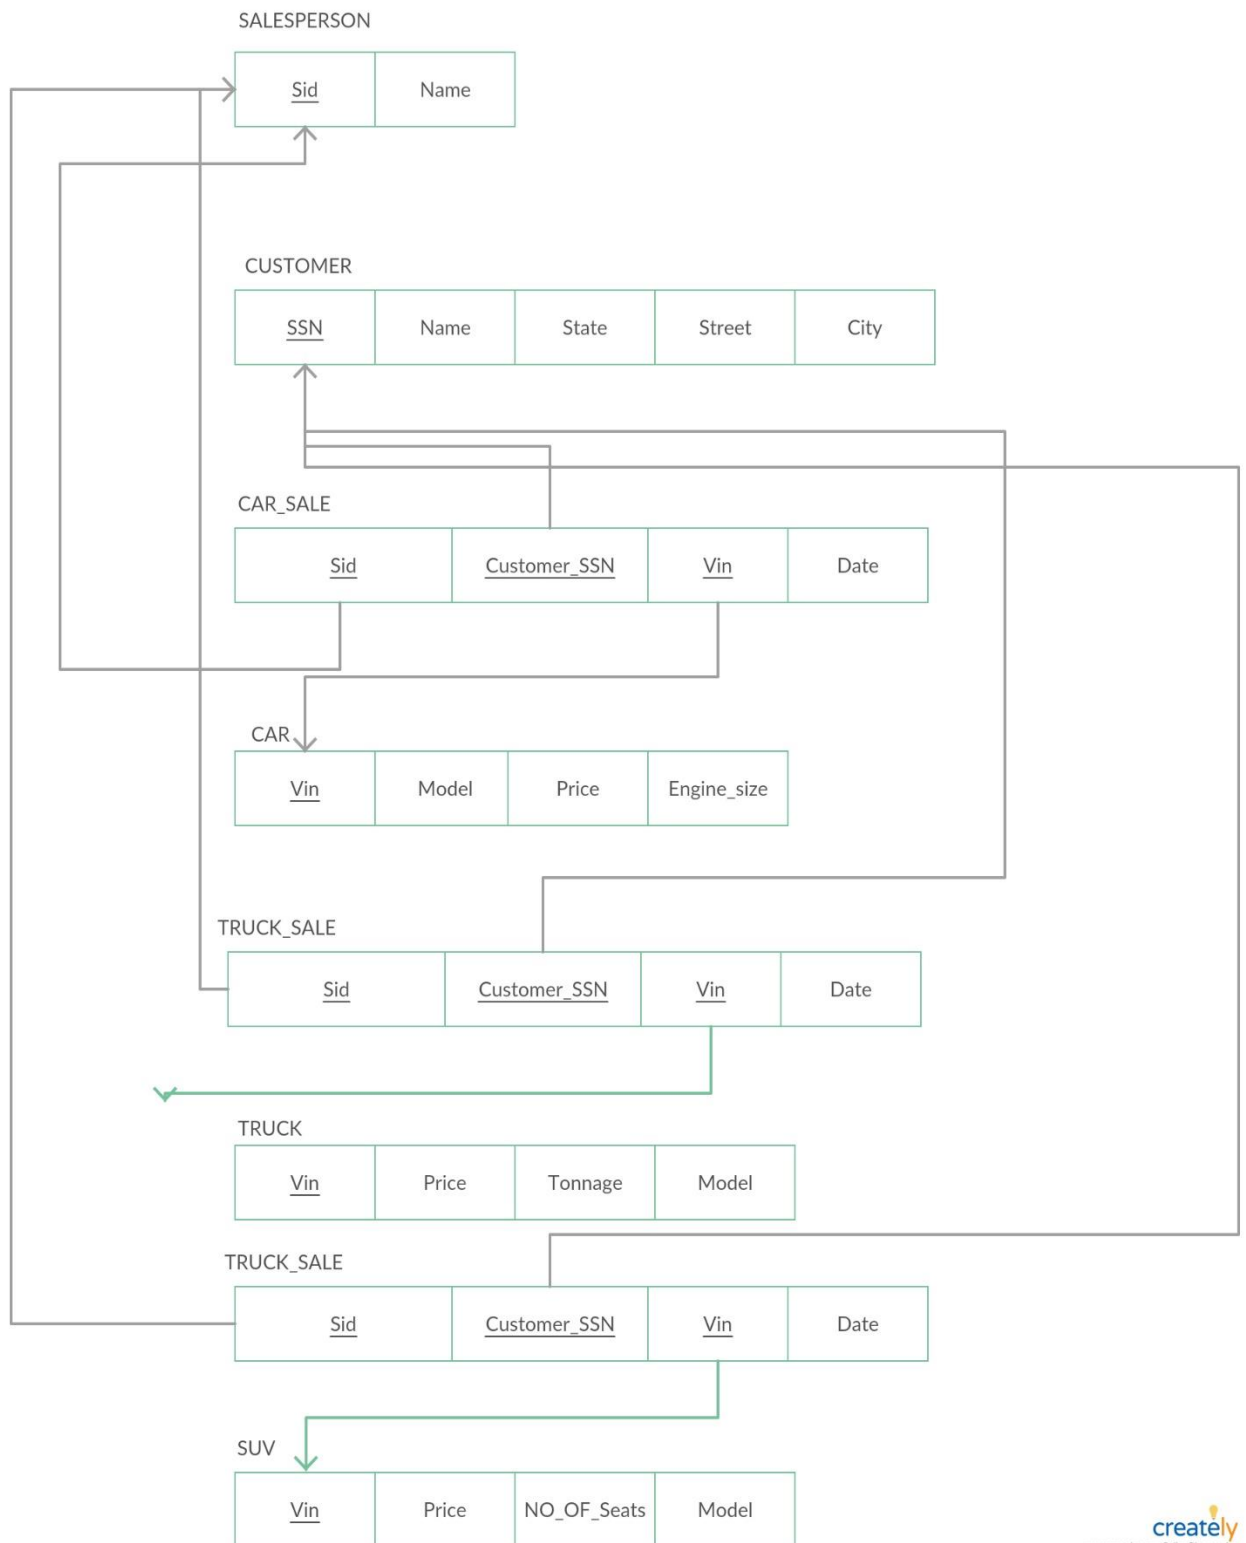 SALESPERSON
Sid Name
CUSTOMER
SSN Name State Street City
CAR_SALE
Sid Customer_SSN Vin Date
CAR
Vin Model Price Engine_size
TRUCK_SALE
Sid Customer_SSN Vin Date
TRUCK
Vin Price Tonnage Model
TRUCK_SALE
Sid Customer_SSN Vin Date
SUV
Vin Price NO_OF_Seats Model
creately